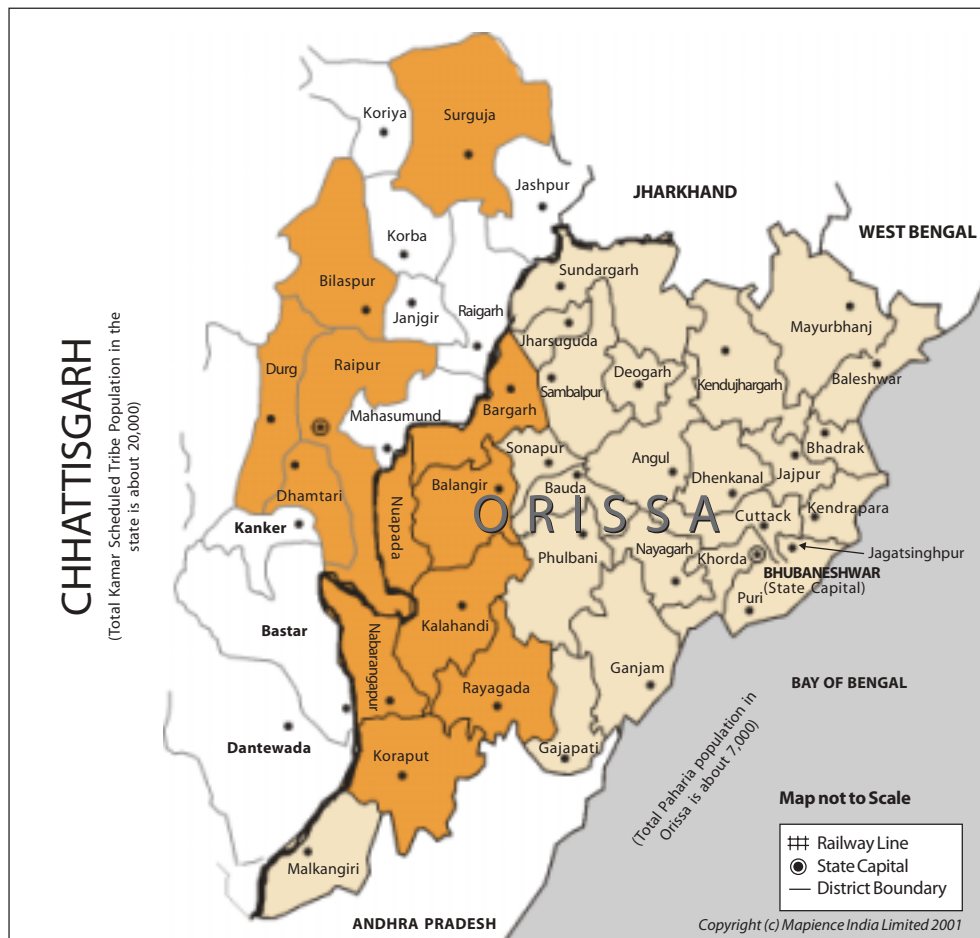 Koriya
Surguja
Jashpur
JHARKHAND
WEST BENGAL
Korba
Sundargarh
Bilaspur
Janjgir
Raigarh
Mayurbhanj
Jharsuguda
CHHATTISGARH
(Total Kamar Scheduled Tribe Population in the
state is about 20,000)
Durg
Raipur
Deogarh
Baleshwar
Sambalpur
Kendujhargarh
Mahasumund
Bargarh
Sonapur
Bhadrak
Angul
Jajpur
Dhenkanal
Balangir
Bauda
Dhamtari
Nuapada
ORISSA
Kendrapara
Cuttack
Kanker
Phulbani
Nayagarh
Khorda
Jagatsinghpur
BHUBANESHWAR
(State Capital)
Puri
Bastar
Nabarangapur
Kalahandi
Ganjam
Rayagada
BAY OF BENGAL
Dantewada
Koraput
Gajapati
(Total Paharia population in
Orissa is about 7,000)
Malkangiri
ANDHRA PRADESH
Map not to Scale
Railway Line
State Capital
District Boundary
Copyright (c) Mapience India Limited 2001